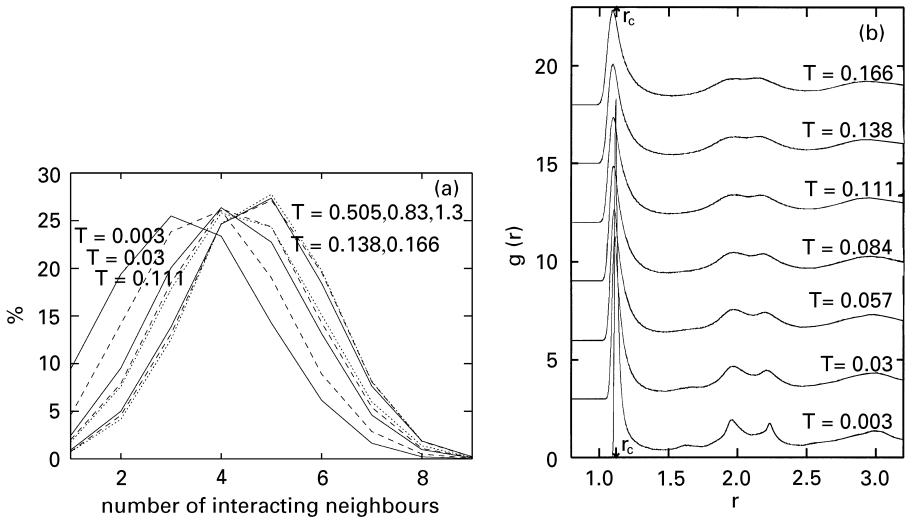 30
25
20
15
10
5
0
%
2
4
6
8
number of interacting neighbours
(a)
T = 0.003
T = 0.03
T = 0.111
T = 0.505,0.83,1.3
T = 0.138,0.166
20
15
10
5
0
g (r)
1.0
1.5
2.0
2.5
3.0
r
(b)
rc
T = 0.166
T = 0.138
T = 0.111
T = 0.084
T= 0.057
T = 0.03
T = 0.003
rc